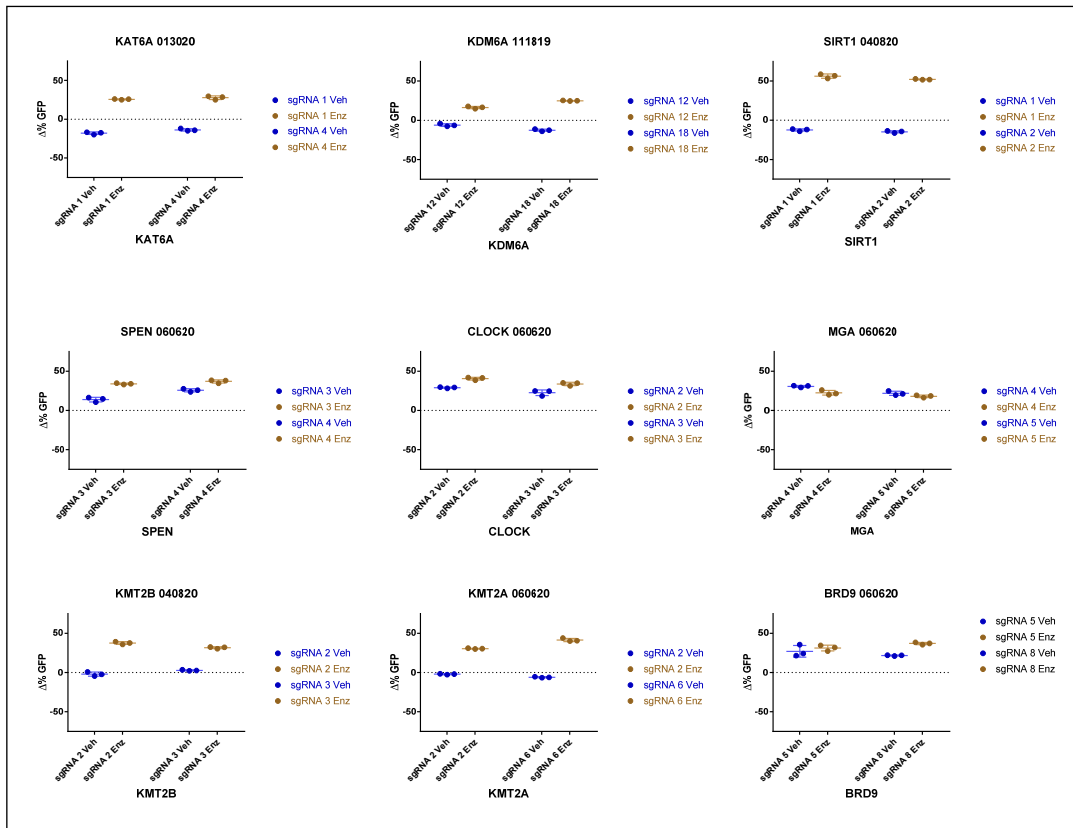 KAT6A 013020
50
0
-50
Δ% GFP
sgRNA 1 Veh
sgRNA 1 Enz
sgRNA 4 Veh
sgRNA 4 Enz
KAT6A
sgRNA 1 Veh
sgRNA 1 Enz
sgRNA 4 Veh
sgRNA 4 Enz
KDM6A 111819
50
0
-50
Δ% GFP
sgRNA 12 Veh
sgRNA 12 Enz
sgRNA 18 Veh
sgRNA 18 Enz
KDM6A
sgRNA 12 Veh
sgRNA 12 Enz
sgRNA 18 Veh
sgRNA 18 Enz
SIRT1 040820
50
0
-50
Δ% GFP
sgRNA 1 Veh
sgRNA 1 Enz
sgRNA 2 Veh
sgRNA 2 Enz
SIRT1
sgRNA 1 Veh
sgRNA 1 Enz
sgRNA 2 Veh
sgRNA 2 Enz
SPEN 060620
50
0
-50
Δ% GFP
sgRNA 3 Veh
sgRNA 3 Enz
sgRNA 4 Veh
sgRNA 4 Enz
SPEN
sgRNA 3 Veh
sgRNA 3 Enz
sgRNA 4 Veh
sgRNA 4 Enz
CLOCK 060620
50
0
-50
Δ% GFP
sgRNA 2 Veh
sgRNA 2 Enz
sgRNA 3 Veh
sgRNA 3 Enz
CLOCK
sgRNA 2 Veh
sgRNA 2 Enz
sgRNA 3 Veh
sgRNA 3 Enz
MGA 060620
50
0
-50
Δ% GFP
sgRNA 4 Veh
sgRNA 4 Enz
sgRNA 5 Veh
sgRNA 5 Enz
MGA
sgRNA 4 Veh
sgRNA 4 Enz
sgRNA 5 Veh
sgRNA 5 Enz
KMT2B 040820
50
0
-50
Δ% GFP
sgRNA 2 Veh
sgRNA 2 Enz
sgRNA 3 Veh
sgRNA 3 Enz
KMT2B
sgRNA 2 Veh
sgRNA 2 Enz
sgRNA 3 Veh
sgRNA 3 Enz
KMT2A 060620
50
0
-50
Δ% GFP
sgRNA 2 Veh
sgRNA 2 Enz
sgRNA 6 Veh
sgRNA 6 Enz
KMT2A
sgRNA 2 Veh
sgRNA 2 Enz
sgRNA 6 Veh
sgRNA 6 Enz
BRD9 060620
50
0
-50
Δ% GFP
sgRNA 5 Veh
sgRNA 5 Enz
sgRNA 8 Veh
sgRNA 8 Enz
BRD9
sgRNA 5 Veh
sgRNA 5 Enz
sgRNA 8 Veh
sgRNA 8 Enz